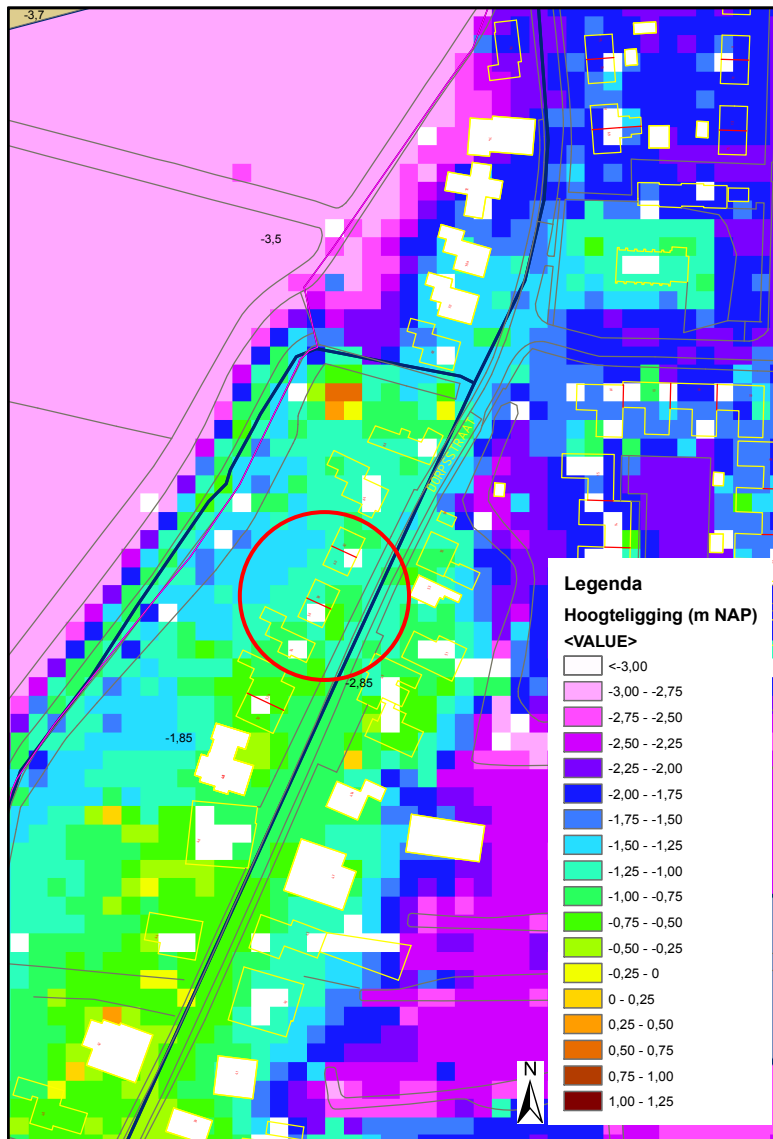 -3,7
-3,5
DORPSSTRAAT
-2,85
-1,85
Legenda
Hoogteligging (m NAP)
<VALUE>
<-3,00
-3,00 - -2,75
-2,75 - -2,50
-2,50 - -2,25
-2,25 - -2,00
-2,00 - -1,75
-1,75 - -1,50
-1,50 - -1,25
-1,25 - -1,00
-1,00 - -0,75
-0,75 - -0,50
-0,50 - -0,25
-0,25 - 0
0 - 0,25
0,25 - 0,50
0,50 - 0,75
0,75 - 1,00
1,00 - 1,25
N